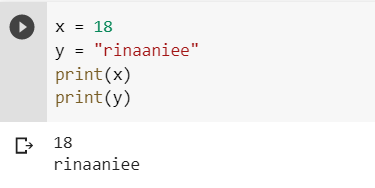 x = 18
y = "rinaaniee"
print(x)
print(y)
18
rinaaniee